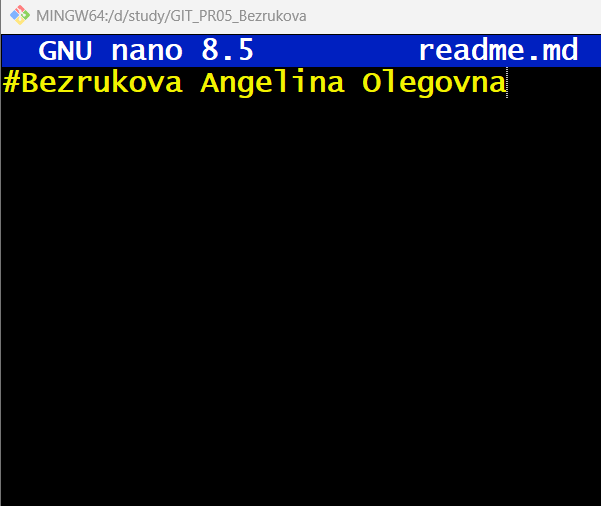 MINGW64:/d/study/GIT_PR05_Bezrukova
GNU nano 8.5 readme.md
#Bezrukova Angelina Olegovna